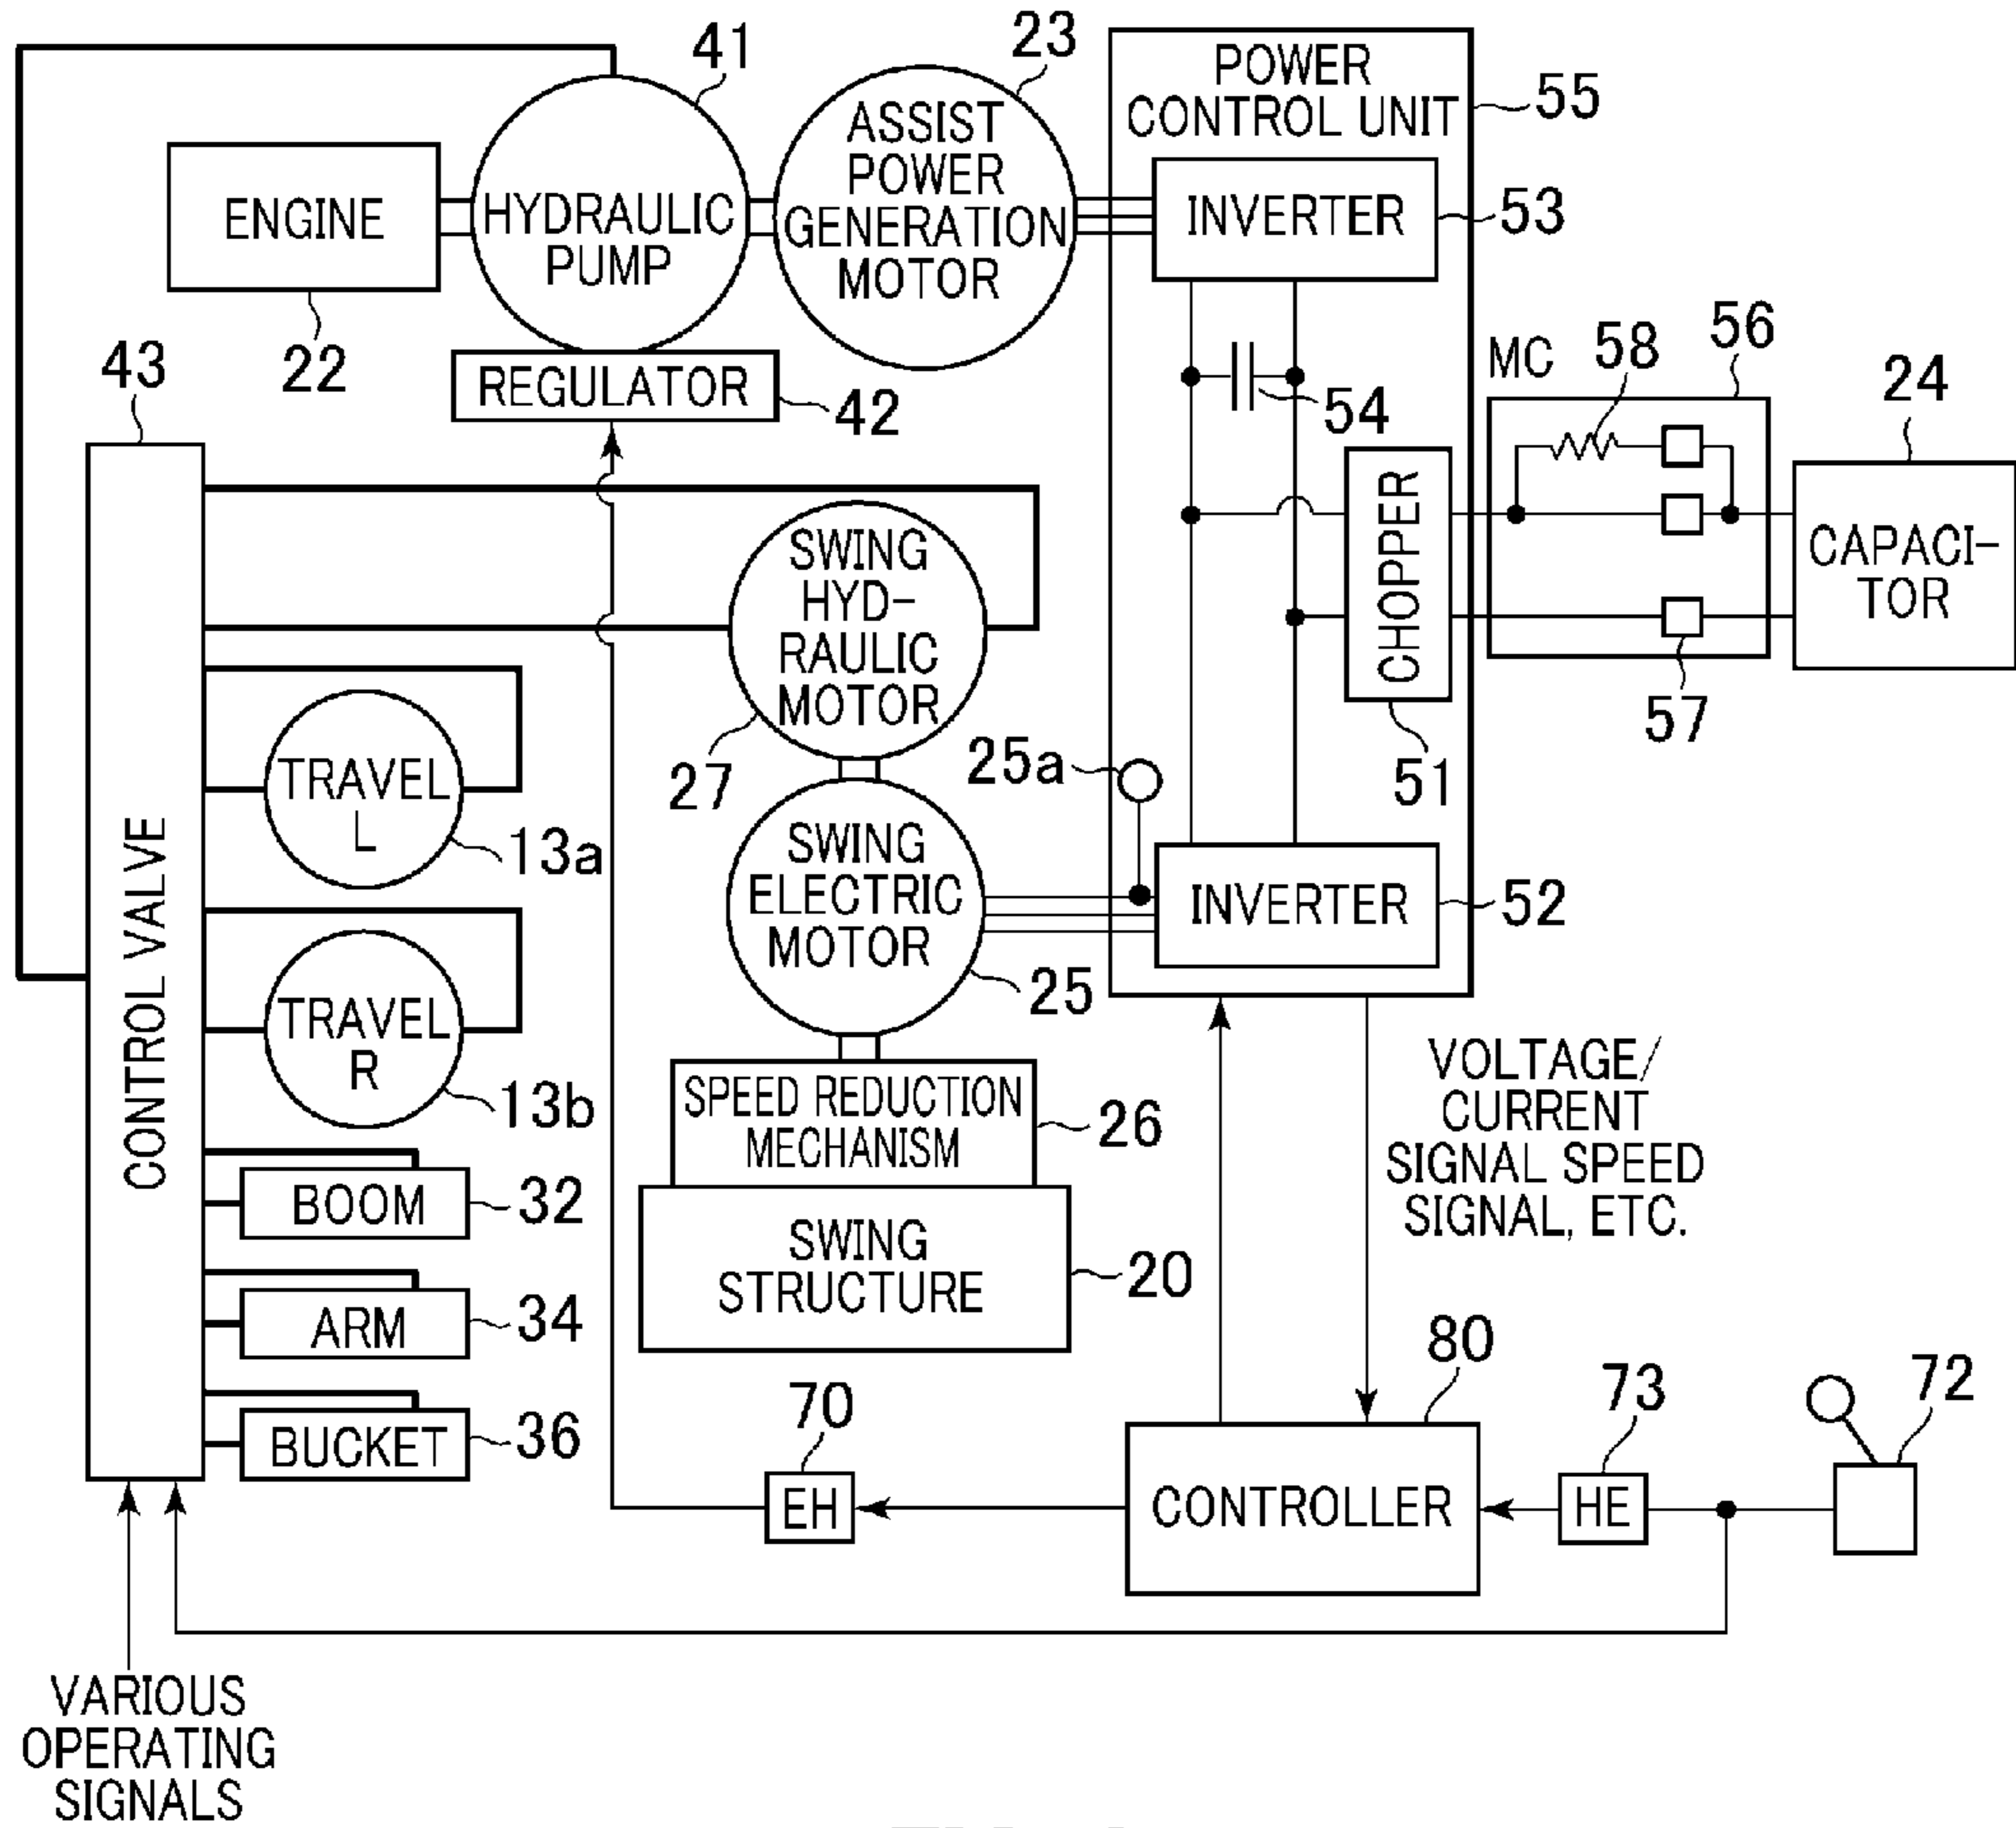 41
23
POWER
CONTROL UNIT
55
ASSIST
POWER
GENERATION
MOTOR
ENGINE
HYDRAULIC
PUMP
INVERTER
53
22
43
REGULATOR
42
54
MC
58
56
24
CHOPPER
CAPACI-
TOR
SWING
HYD-
RAULIC
MOTOR
27
57
51
25a
TRAVEL
L
13a
SWING
ELECTRIC
MOTOR
INVERTER
52
25
CONTROL VALVE
TRAVEL
R
13b
SPEED REDUCTION
MECHANISM
26
VOLTAGE/
CURRENT
SIGNAL SPEED
SIGNAL, ETC.
BOOM
32
SWING
STRUCTURE
20
ARM
34
BUCKET
36
70
EH
80
CONTROLLER
73
HE
72
VARIOUS
OPERATING
SIGNALS